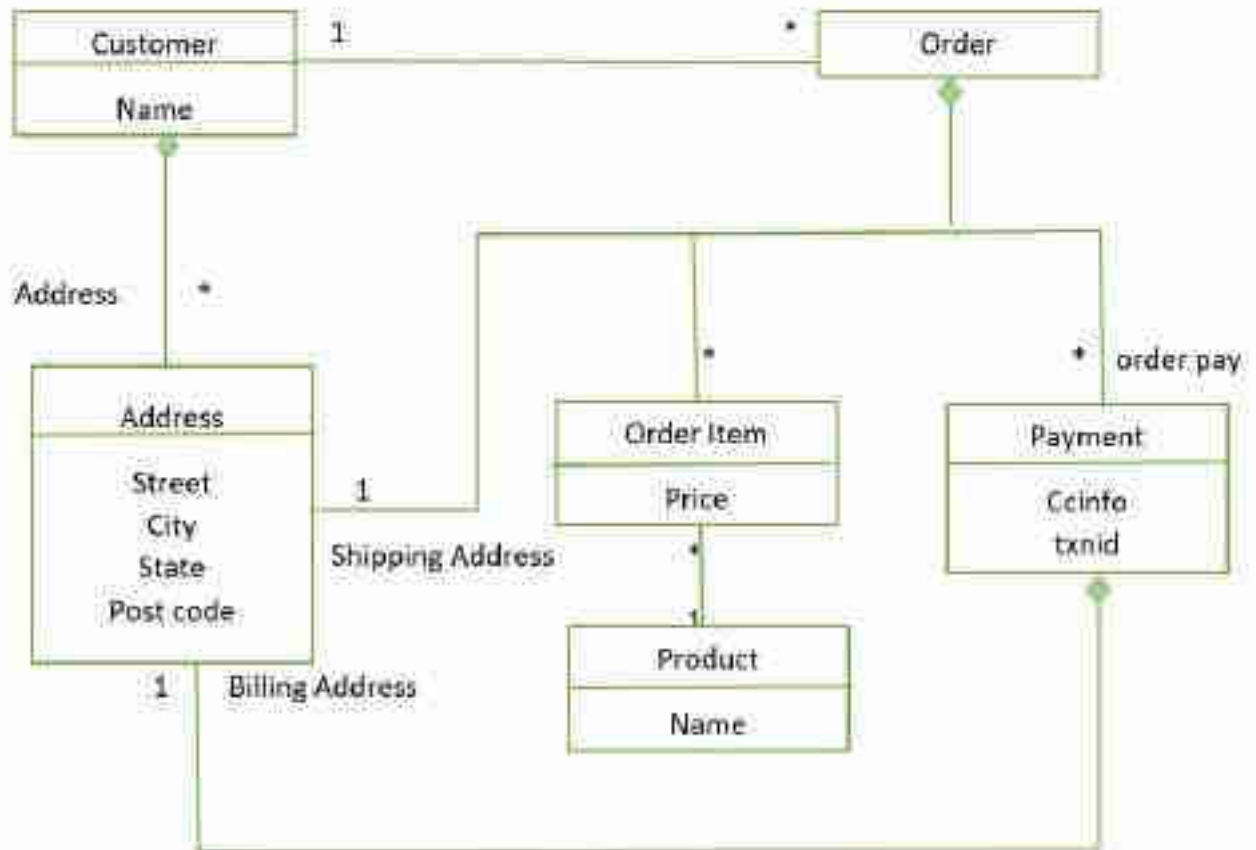 Customer
Name
1
*
Order
Address
*
Address
Street
City
State
Post code
1
Shipping Address
1
Billing Address
*
Order Item
Price
*
1
Product
Name
*
order pay
Payment
Ccinfo
txnid